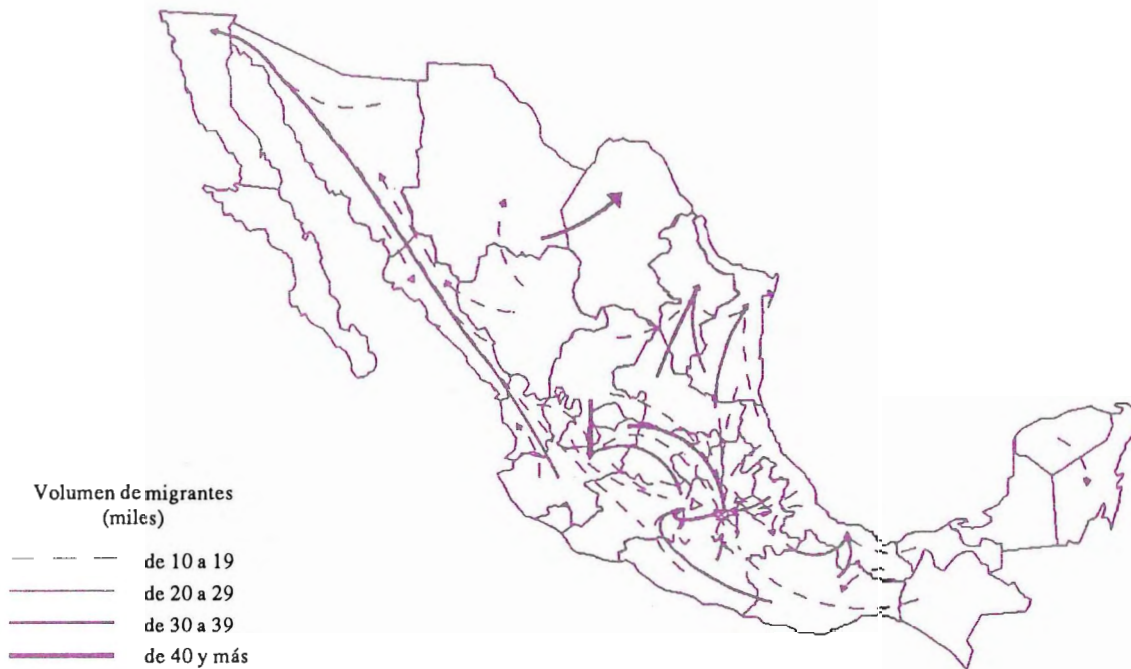 Volumen de migrantes
(miles)
de 10 a 19
de 20 a 29
de 30 a 39
de 40 y más